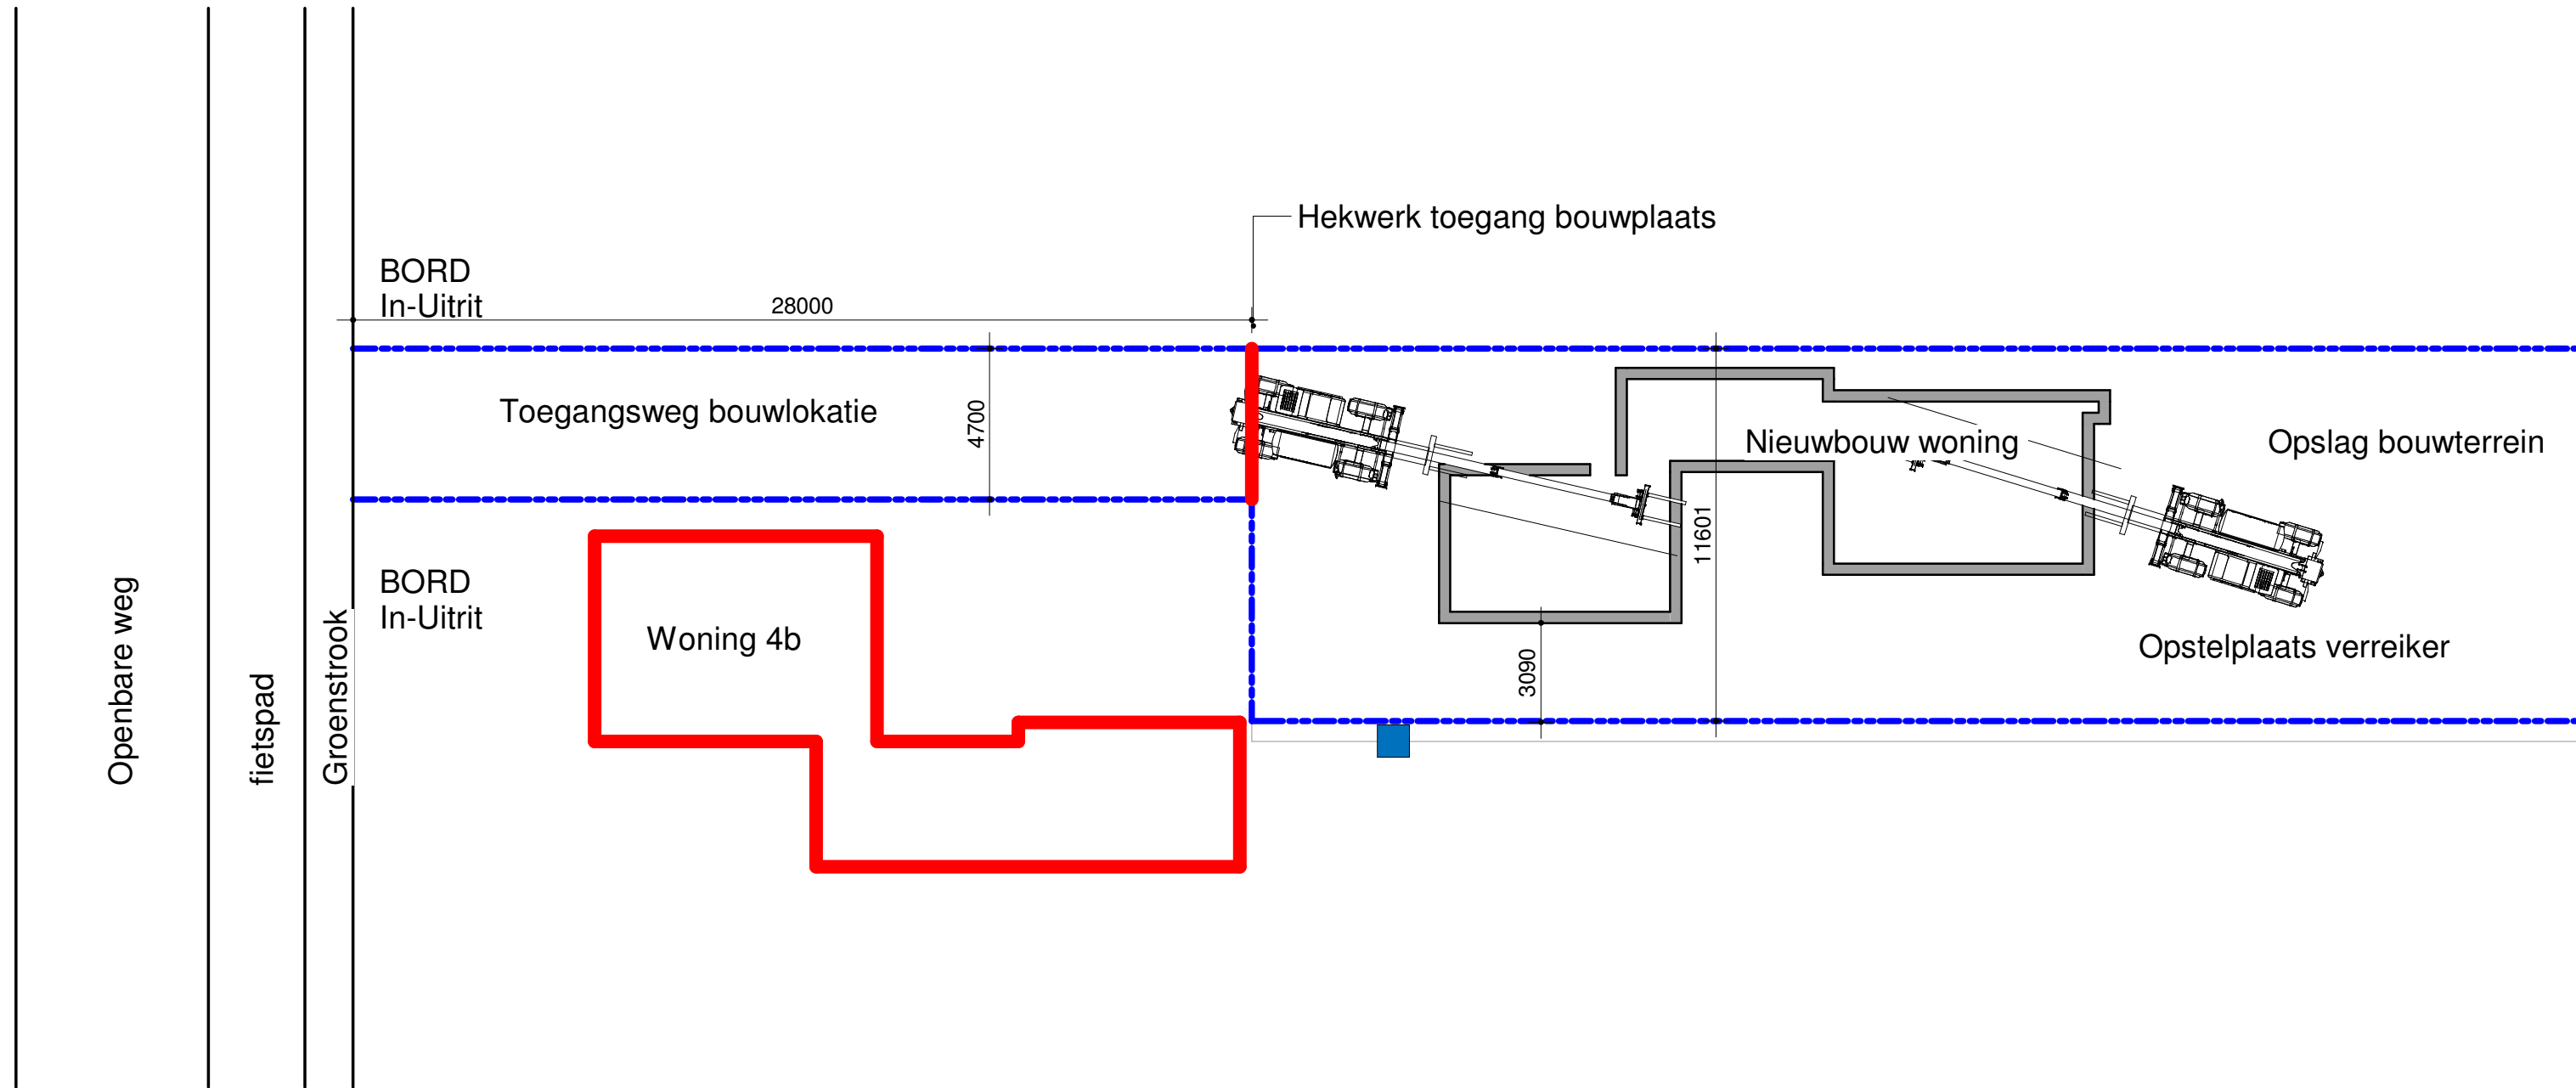 Hekwerk toegang bouwplaats
BORD
In-Uitrit
28000
Toegangsweg bouwlokatie
4700
Nieuwbouw woning
Opslag bouwterrein
11601
BORD
In-Uitrit
Woning 4b
3090
Opstelplaats verreiker
Openbare weg
fietspad
Groenstrook